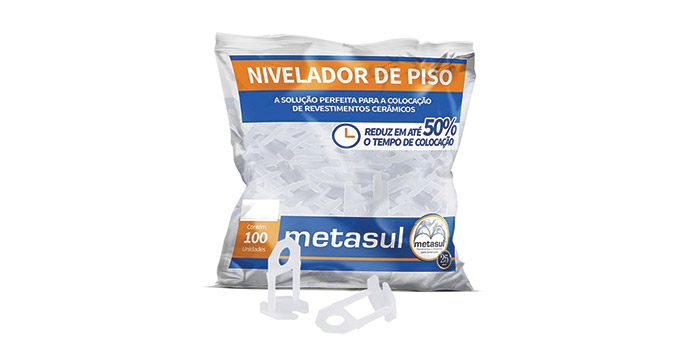 NIVELADOR DE PISO
A SOLUÇÃO PERFEITA PARA A COLOCAÇÃO
DE REVESTIMENTOS CERÂMICOS
REDUZ EM ATÉ 50%
O TEMPO DE COLOCAÇÃO
Contém
100
Unidades
metasul
metasul
25